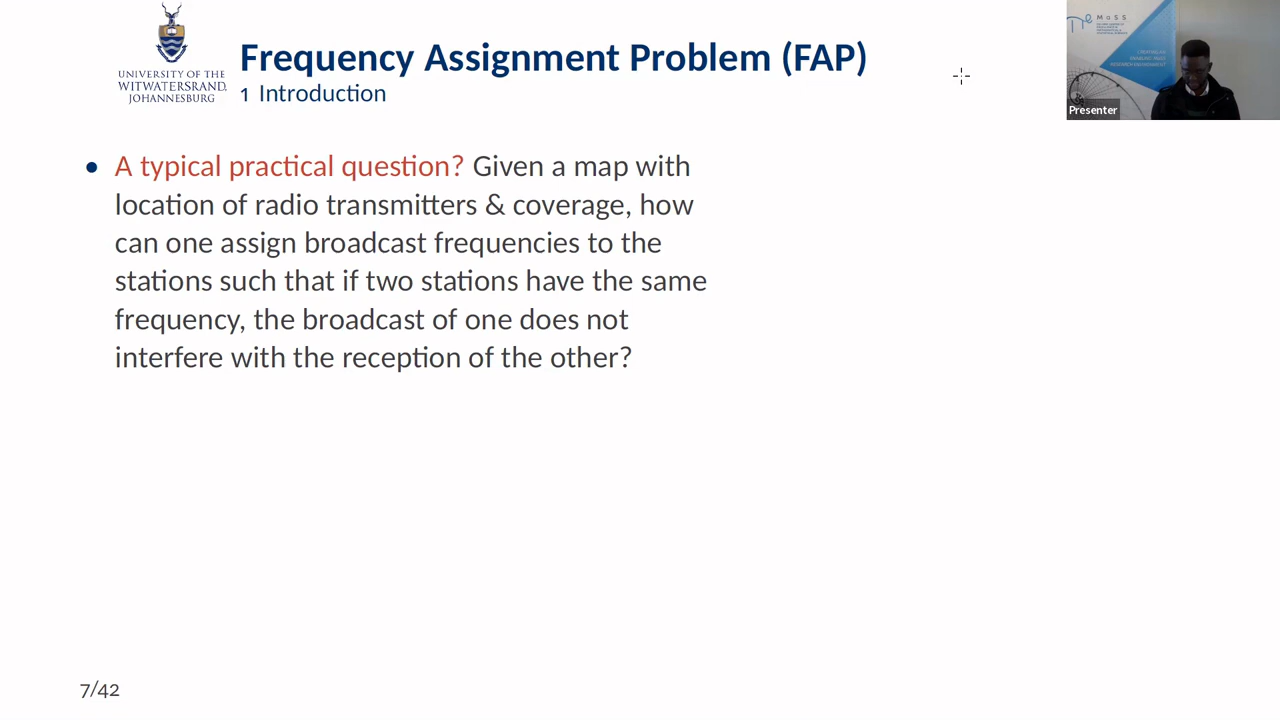 UNIVERSITY OF THE
WITWATERSRAND,
JOHANNESBURG
Frequency Assignment Problem (FAP)
1 Introduction
• A typical practical question? Given a map with
location of radio transmitters & coverage, how
can one assign broadcast frequencies to the
stations such that if two stations have the same
frequency, the broadcast of one does not
interfere with the reception of the other?
7/42
MaSS
Presenter